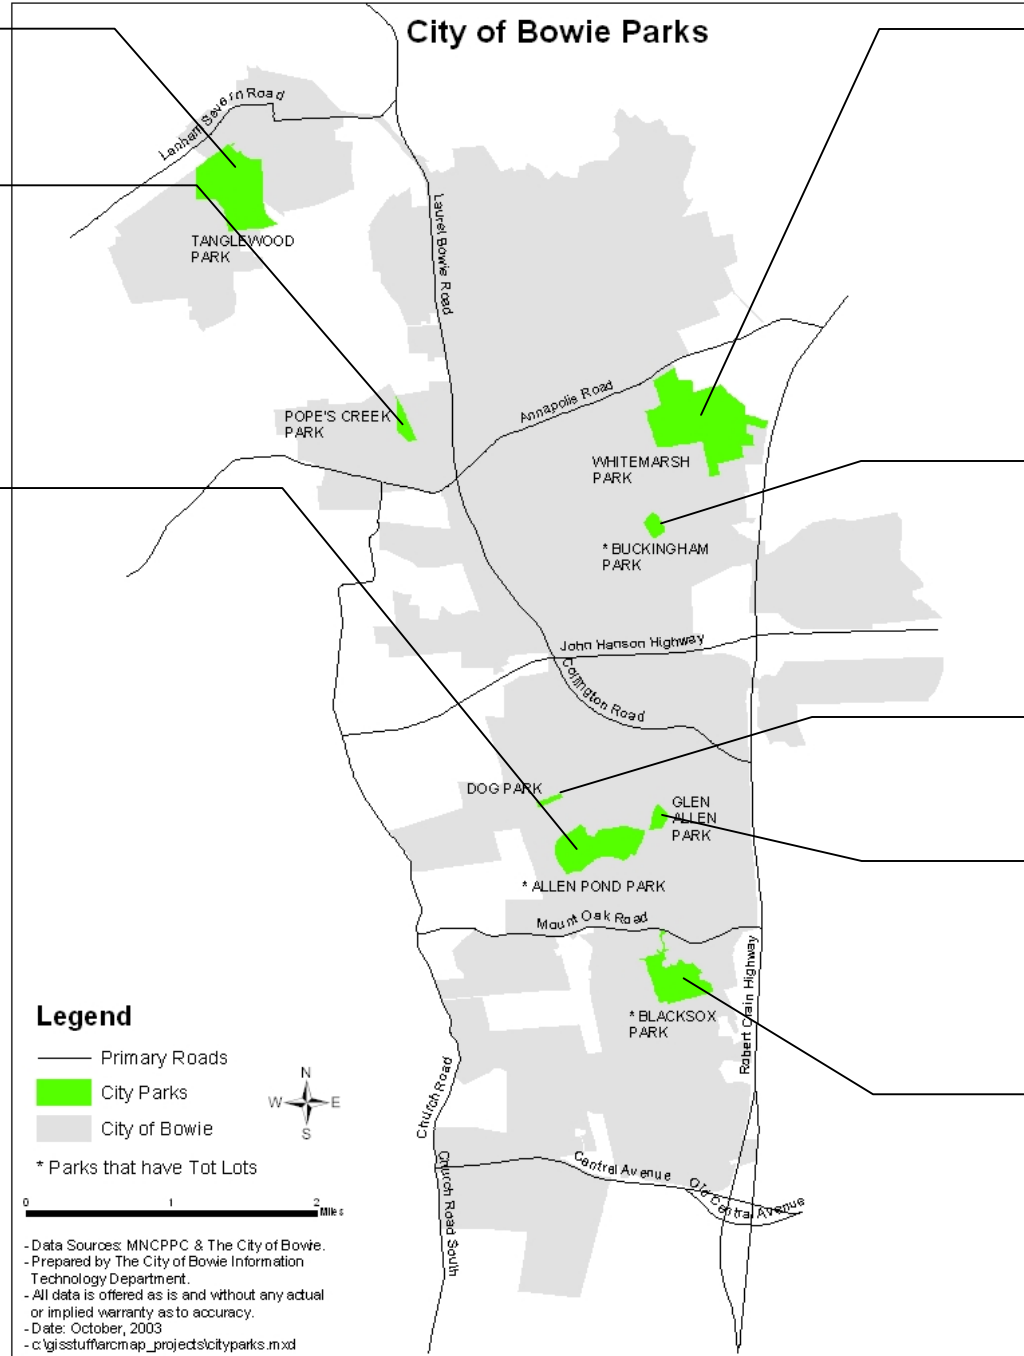 City of Bowie Parks
Lanham Severn Road
TANGLEWOOD
PARK
Laurel Bowie Road
POPE'S CREEK
PARK
Annapolis Road
WHITEMARSH
PARK
* BUCKINGHAM
PARK
John Hanson Highway
Collington Road
DOG PARK
GLEN
ALLEN
PARK
* ALLEN POND PARK
Mount Oak Road
Robert Crain Highway
* BLACKSOX
PARK
Church Road
Church Road South
Central Avenue
Old Central Avenue
Legend
Primary Roads
City Parks
City of Bowie
* Parks that have Tot Lots
N
W E
S
0 1 2
Miles
- Data Sources: MNCPPC & The City of Bowie.
- Prepared by The City of Bowie Information
Technology Department.
- All data is offered as is and without any actual
or implied warranty as to accuracy.
- Date: October, 2003
- c:\gisstuff\arcmap_projects\cityparks.mxd